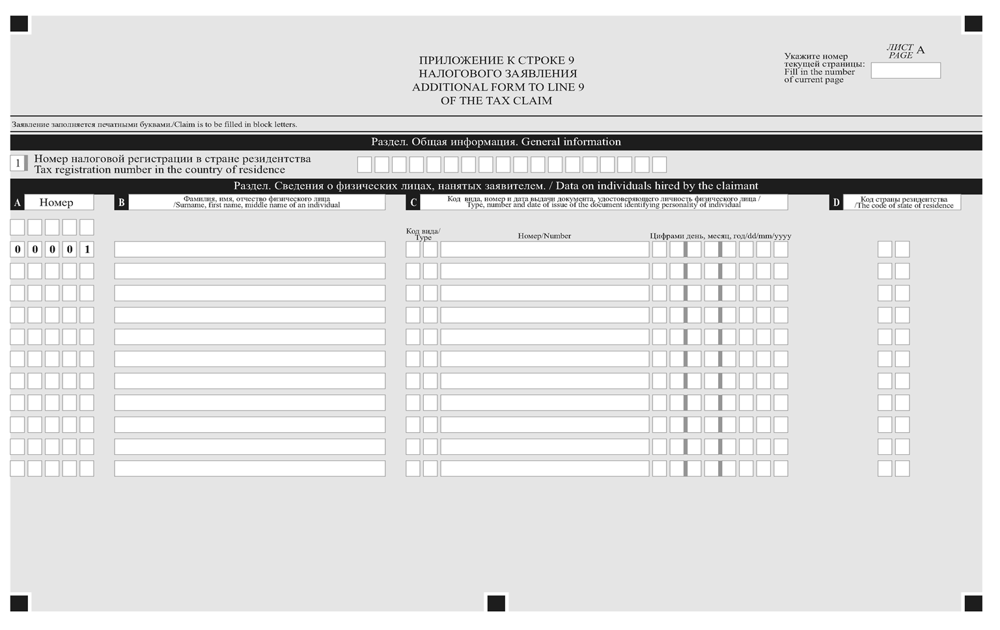 ЛИСТ A
PAGE
Укажите номер
текущей страницы:
Fill in the number
of current page
ПРИЛОЖЕНИЕ К СТРОКЕ 9
НАЛОГОВОГО ЗАЯВЛЕНИЯ
ADDITIONAL FORM TO LINE 9
OF THE TAX CLAIM
Заявление заполняется печатными буквами./Claim is to be filled in block letters.
Раздел. Общая информация. General information
1 Номер налоговой регистрации в стране резидентства
Tax registration number in the country of residence
Раздел. Сведения о физических лицах, нанятых заявителем. / Data on individuals hired by the claimant
A Номер
B Фамилия, имя, отчество физического лица
/Surname, first name, middle name of an individual
C Код вида, номер и дата выдачи документа, удостоверяющего личность физического лица /
Type, number and date of issue of the document identifying personality of individual
D Код страны резидентства
/The code of state of residence
Код вида/
Type
Номер/Number
Цифрами день, месяц, год/dd/mm/yyyy
0 0 0 0 1